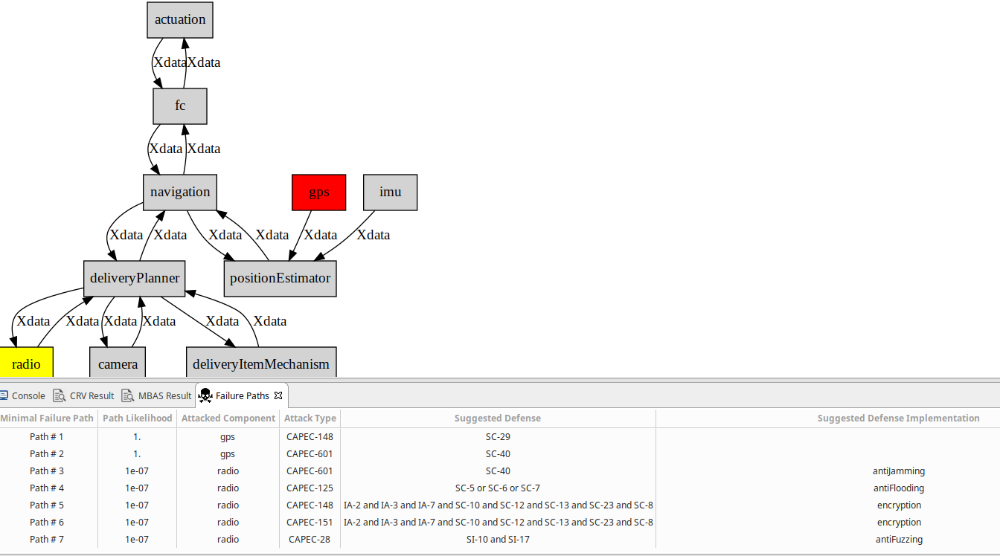 actuation
Xdata Xdata
fc
Xdata Xdata
navigation gps imu
Xdata Xdata Xdata Xdata Xdata Xdata
deliveryPlanner positionEstimator
Xdata Xdata Xdata Xdata Xdata Xdata
radio camera deliveryItemMechanism
Console CRV Result MBAS Result Failure Paths
Minimal Failure Path Path Likelihood Attacked Component Attack Type Suggested Defense Suggested Defense Implementation
Path # 1 1. gps CAPEC-148 SC-29
Path # 2 1. gps CAPEC-601 SC-40
Path # 3 1e-07 radio CAPEC-601 SC-40 antiJamming
Path # 4 1e-07 radio CAPEC-125 SC-5 or SC-6 or SC-7 antiFlooding
Path # 5 1e-07 radio CAPEC-148 IA-2 and IA-3 and IA-7 and SC-10 and SC-12 and SC-13 and SC-23 and SC-8 encryption
Path # 6 1e-07 radio CAPEC-151 IA-2 and IA-3 and IA-7 and SC-10 and SC-12 and SC-13 and SC-23 and SC-8 encryption
Path # 7 1e-07 radio CAPEC-28 SI-10 and SI-17 antiFuzzing